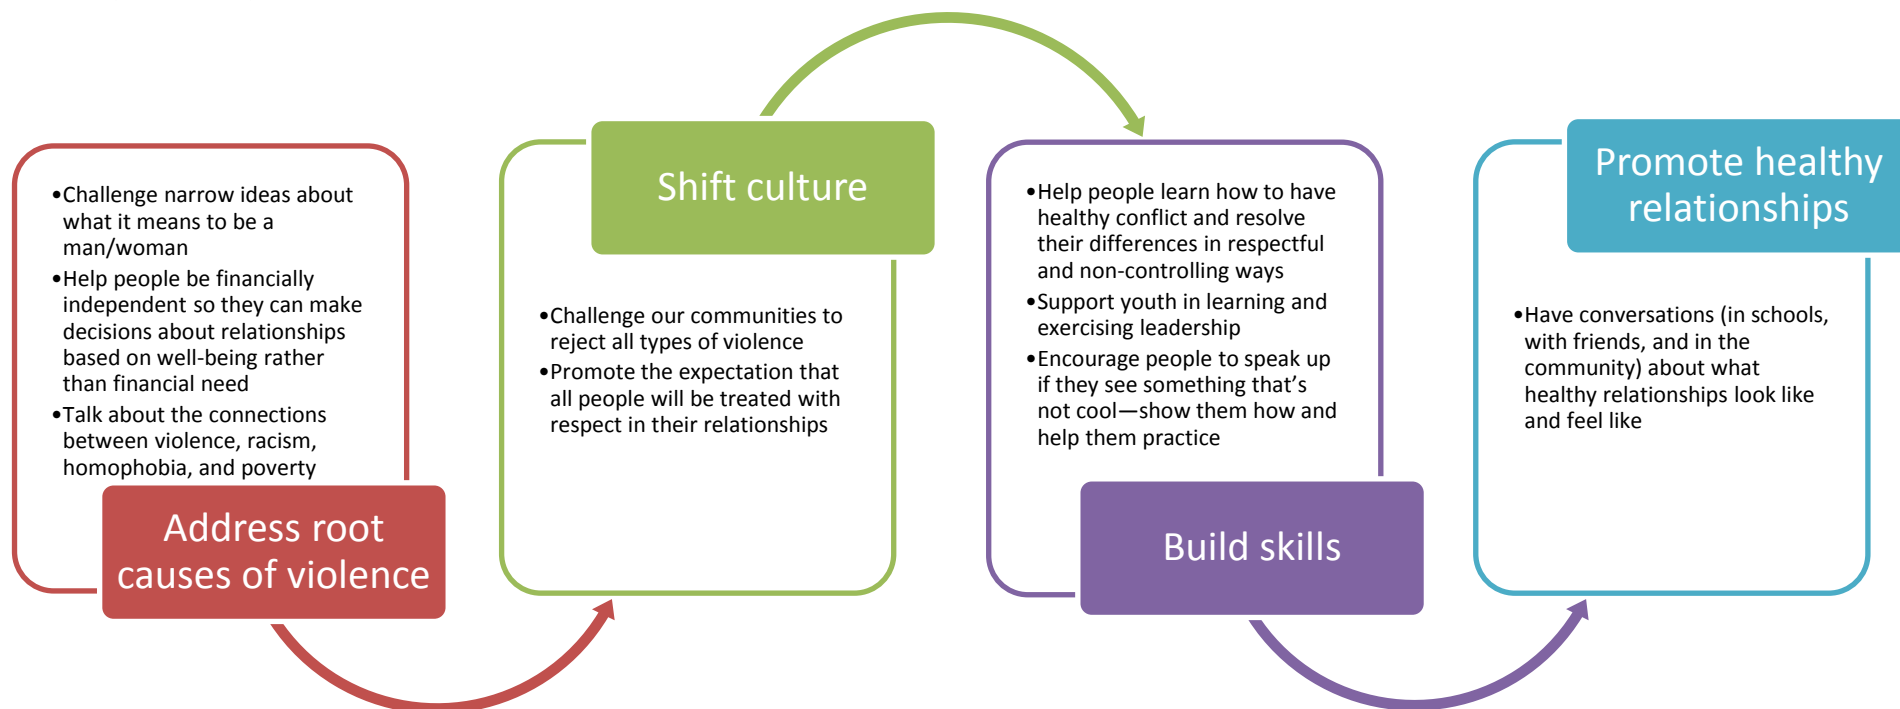 •Challenge narrow ideas about
what it means to be a
man/woman
•Help people be financially
independent so they can make
decisions about relationships
based on well-being rather
than financial need
•Talk about the connections
between violence, racism,
homophobia, and poverty
Address root
causes of violence
Shift culture
•Challenge our communities to
reject all types of violence
•Promote the expectation that
all people will be treated with
respect in their relationships
•Help people learn how to have
healthy conflict and resolve
their differences in respectful
and non-controlling ways
•Support youth in learning and
exercising leadership
•Encourage people to speak up
if they see something that’s
not cool—show them how and
help them practice
Build skills
Promote healthy
relationships
•Have conversations (in schools,
with friends, and in the
community) about what
healthy relationships look like
and feel like